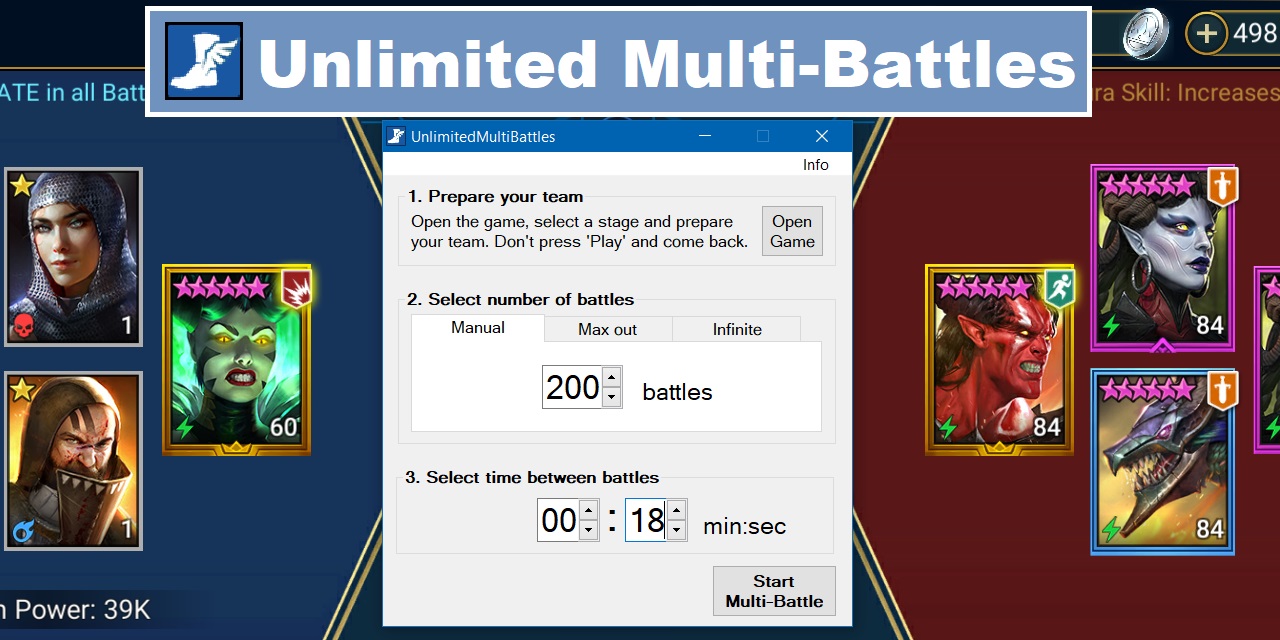 Unlimited Multi-Battles
498
ATE in all Batt
ra Skill: Increases
UnlimitedMultiBattles
Info
1. Prepare your team
Open the game, select a stage and prepare
your team. Don't press 'Play' and come back.
Open
Game
2. Select number of battles
Manual
Max out
Infinite
200
battles
3. Select time between battles
00 : 18
min:sec
Start
Multi-Battle
1
60
1
84
84
84
n Power: 39K